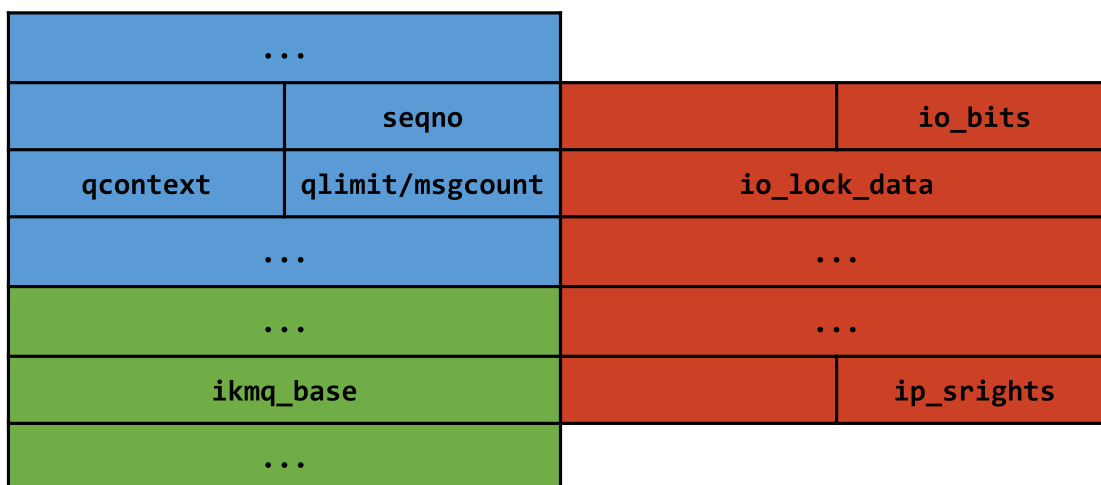 ...
seqno io_bits
qcontext qlimit/msgcount io_lock_data
... ...
... ...
ikmq_base ip_srights
...